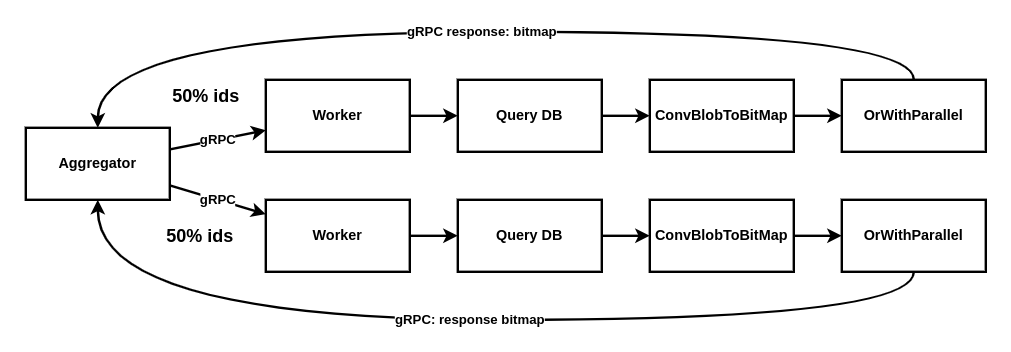 gRPC response: bitmap
50% ids
Worker
Query DB
ConvBlobToBitMap
OrWithParallel
gRPC
Aggregator
gRPC
50% ids
Worker
Query DB
ConvBlobToBitMap
OrWithParallel
gRPC: response bitmap